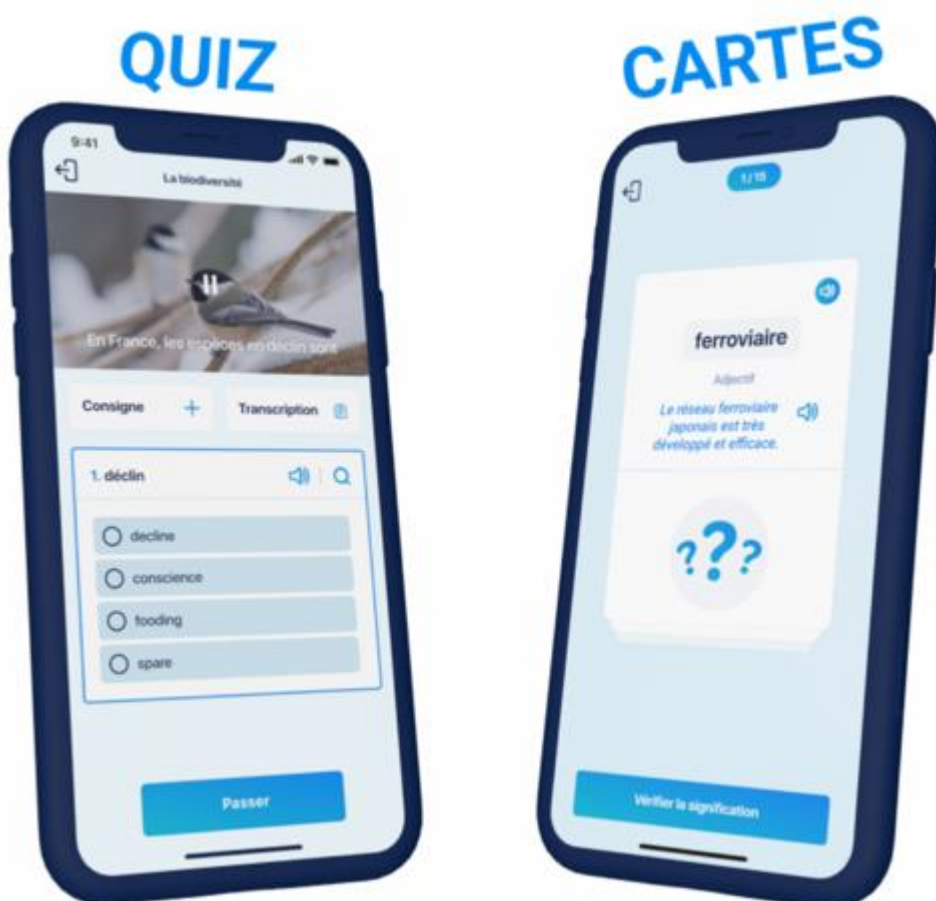 QUIZ
9:41
La biodiversité
En France, les espèces en déclin sont
Consigne
Transcription
1. déclin
decline
conscience
fooding
spare
Passer
CARTES
1/15
ferroviaire
Adjectif
Le réseau ferroviaire
japonais est très
développé et efficace.
???
Vérifier la signification